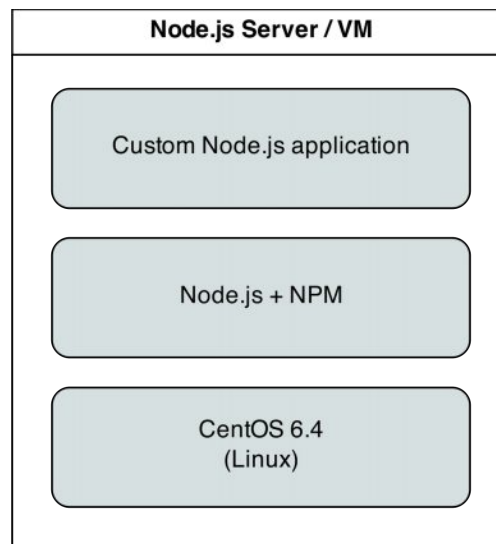 Node.js Server / VM
Custom Node.js application
Node.js + NPM
CentOS 6.4
(Linux)